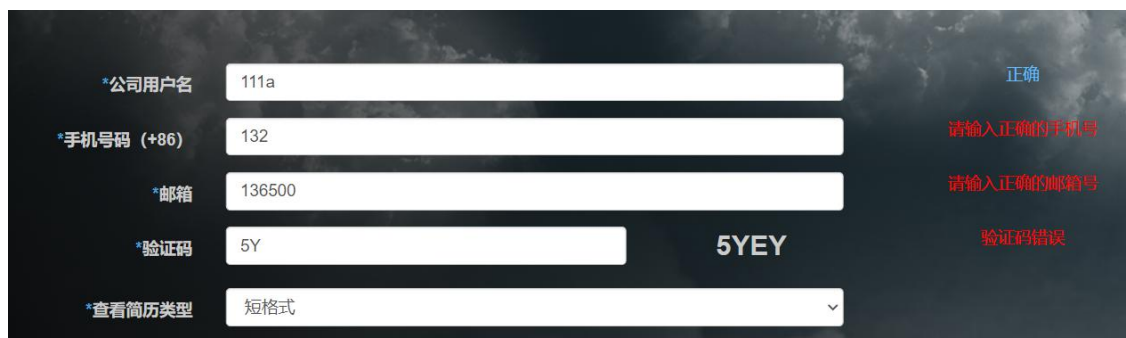 *公司用户名 111a 正确
*手机号码（+86） 132 请输入正确的手机号
*邮箱 136500 请输入正确的邮箱号
*验证码 5Y 5YEY 验证码错误
*查看简历类型 短格式